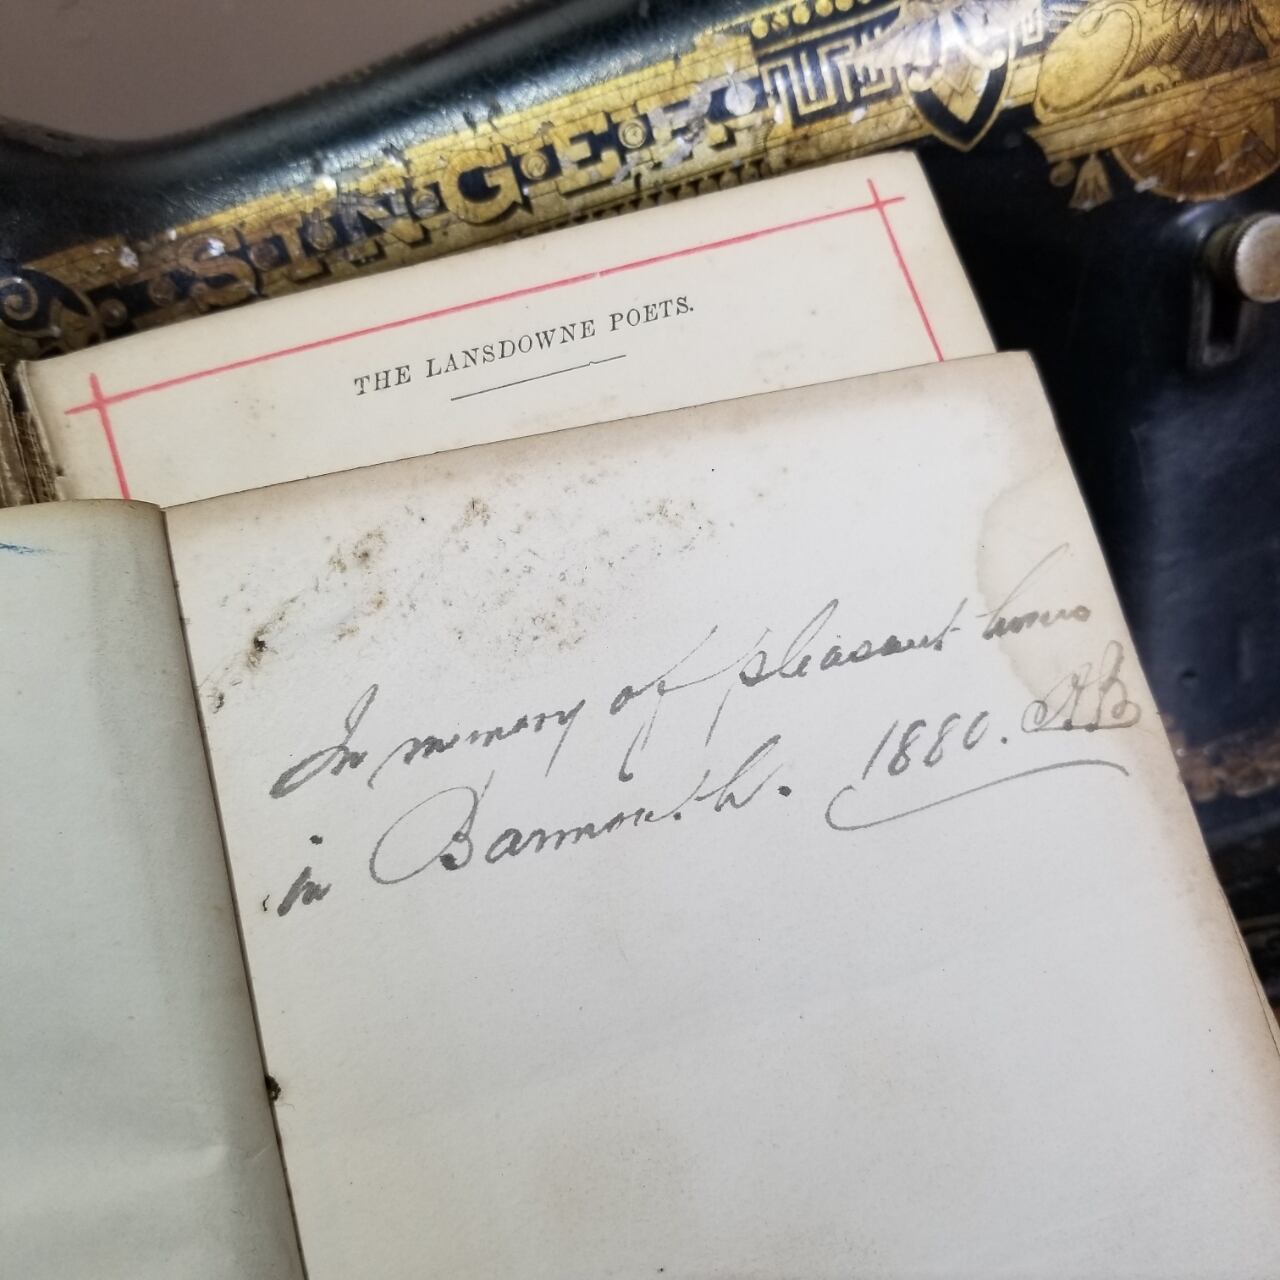 SINGER
THE LANSDOWNE POETS.
In memory of pleasant times
in Barmouth. 1880. AB